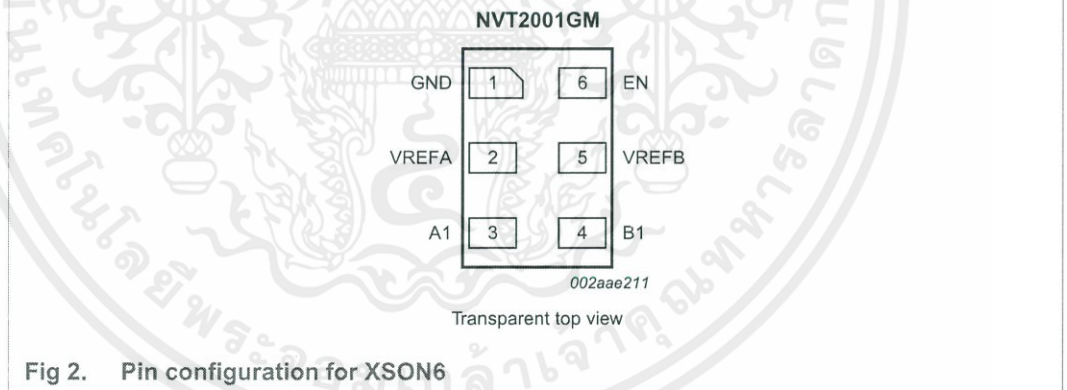 NVT2001GM
GND 1 6 EN
VREFA 2 5 VREFB
A1 3 4 B1
002aae211
Transparent top view
Fig 2. Pin configuration for XSON6